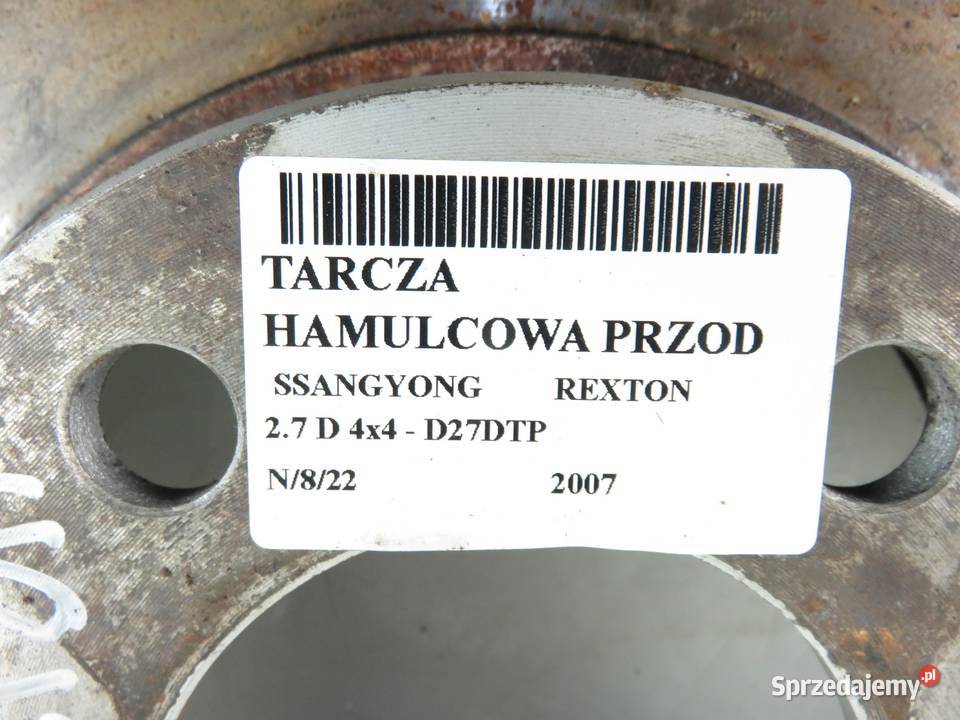 TARCZA
HAMULCOWA PRZOD
SSANGYONG REXTON
2.7 D 4x4 - D27DTP
N/8/22 2007
Sprzedajemy.pl